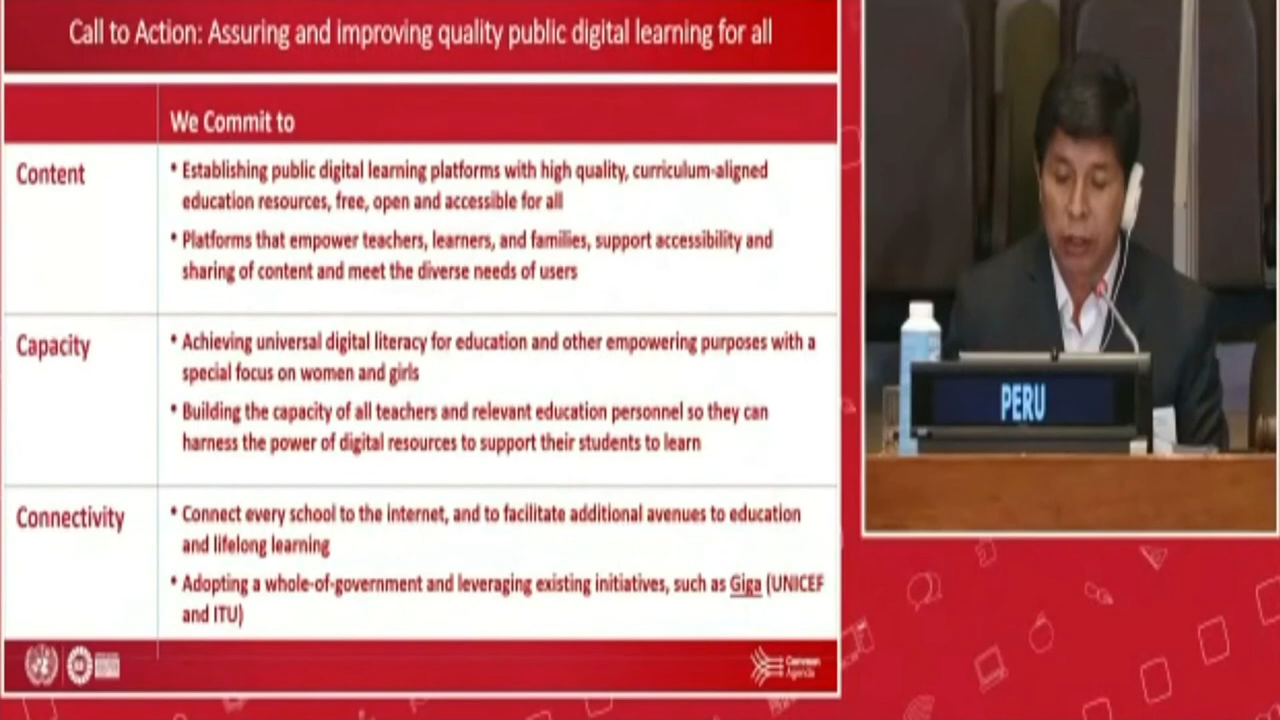 Call to Action: Assuring and improving quality public digital learning for all
We Commit to
Content
• Establishing public digital learning platforms with high quality, curriculum-aligned
education resources, free, open and accessible for all
• Platforms that empower teachers, learners, and families, support accessibility and
sharing of content and meet the diverse needs of users
Capacity
• Achieving universal digital literacy for education and other empowering purposes with a
special focus on women and girls
• Building the capacity of all teachers and relevant education personnel so they can
harness the power of digital resources to support their students to learn
Connectivity
• Connect every school to the internet, and to facilitate additional avenues to education
and lifelong learning
• Adopting a whole-of-government and leveraging existing initiatives, such as Giga (UNICEF
and ITU)
Common
Agenda
PERU